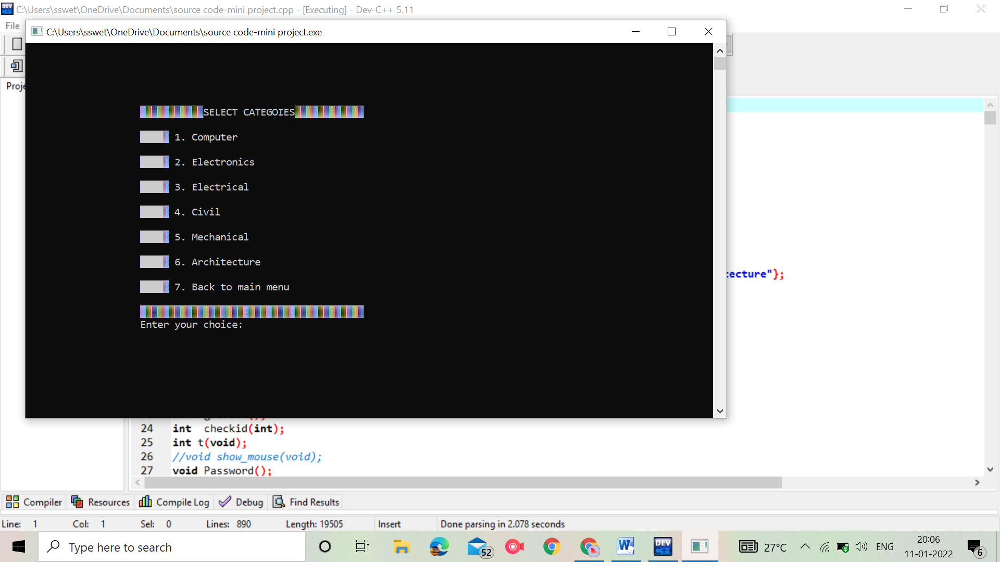 C:\Users\sswet\OneDrive\Documents\source code-mini project.cpp - [Executing] - Dev-C++ 5.11
File
C:\Users\sswet\OneDrive\Documents\source code-mini project.exe
Proje
SELECT CATEGOIES
1. Computer
2. Electronics
3. Electrical
4. Civil
5. Mechanical
6. Architecture
7. Back to main menu
Enter your choice:
tecture"};
24 int checkid(int);
25 int t(void);
26 //void show_mouse(void);
27 void Password();
Compiler Resources Compile Log Debug Find Results
Line: 1 Col: 1 Sel: 0 Lines: 890 Length: 19505 Insert Done parsing in 2.078 seconds
Type here to search
52
DEV C++
27°C
ENG
20:06
11-01-2022
6